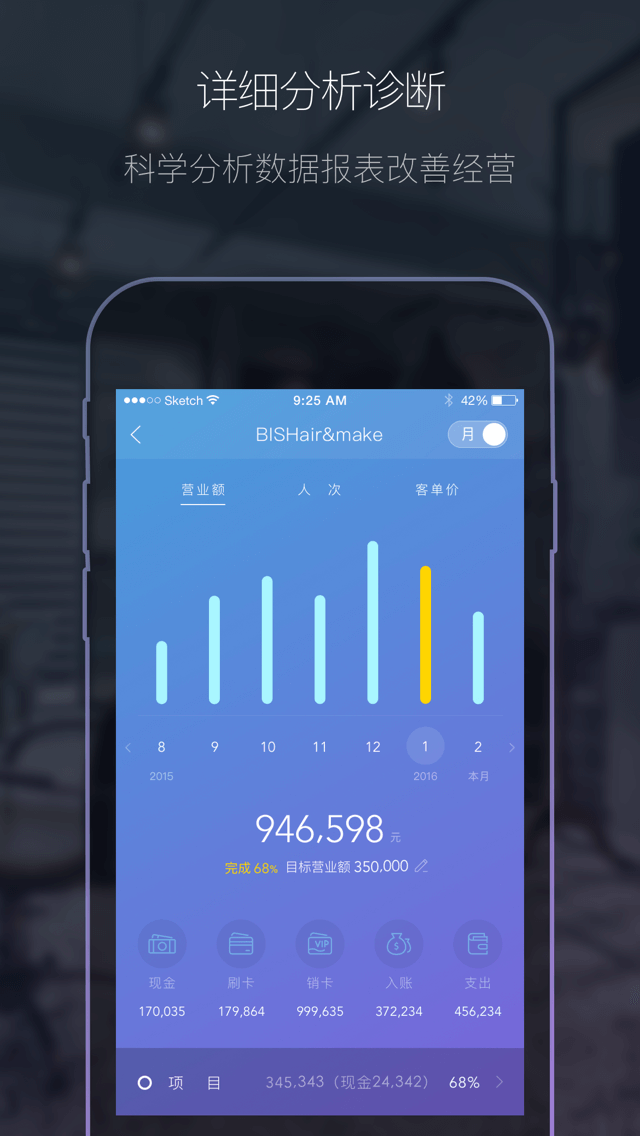 详细分析诊断
科学分析数据报表改善经营
Sketch 9:25 AM 42%
BISHair&make 月
营业额 人 次 客单价
8 9 10 11 12 1 2
2015 2016 本月
946,598 元
完成 68% 目标营业额 350,000
VIP $
现金 刷卡 销卡 入账 支出
170,035 179,864 999,635 372,234 456,234
项 目 345,343（现金24,342） 68%